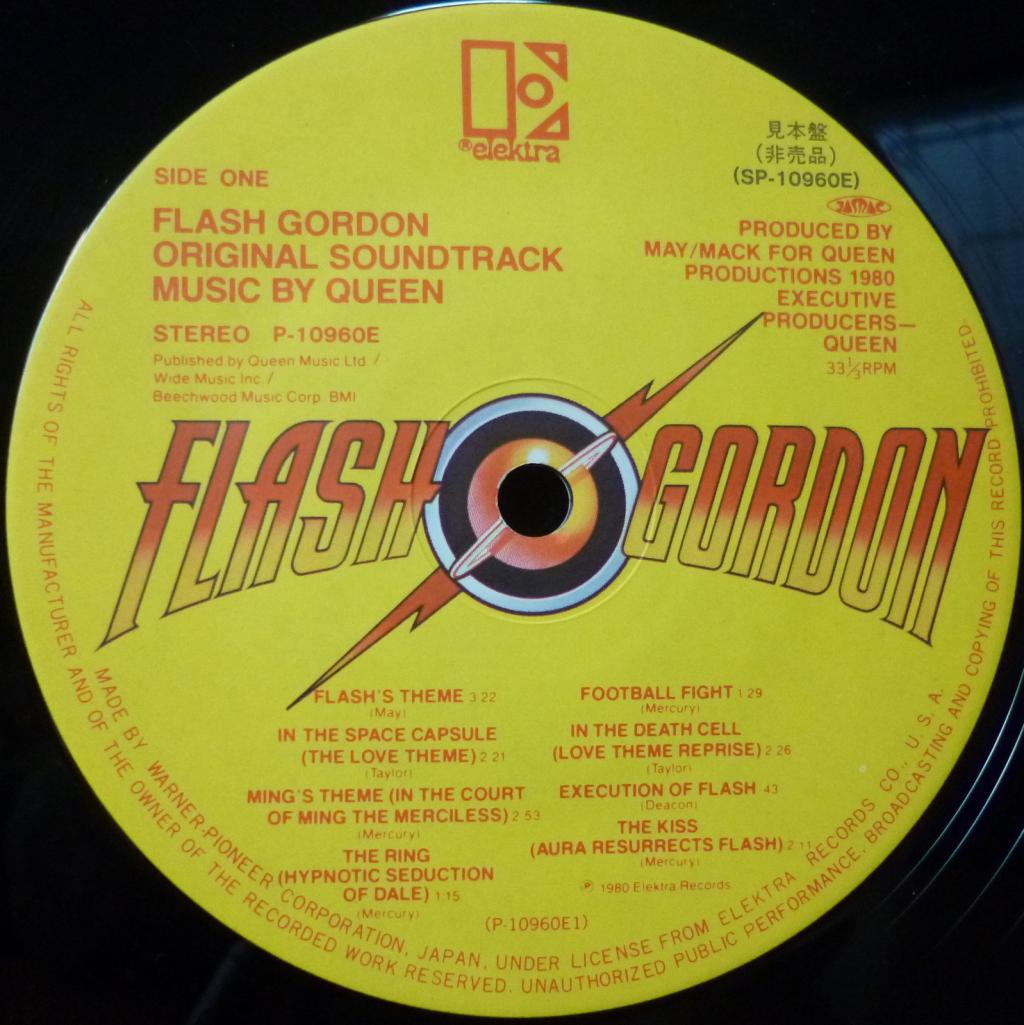 ®elektra
見本盤
(非売品)
(SP-10960E)
JASRAC
SIDE ONE
FLASH GORDON
ORIGINAL SOUNDTRACK
MUSIC BY QUEEN
STEREO P-10960E
Published by Queen Music Ltd. /
Wide Music Inc. /
Beechwood Music Corp. BMI
PRODUCED BY
MAY/MACK FOR QUEEN
PRODUCTIONS 1980
EXECUTIVE
PRODUCERS—
QUEEN
33⅓RPM
FLASH GORDON
FLASH'S THEME 3:22
(May)
IN THE SPACE CAPSULE
(THE LOVE THEME) 2:21
(Taylor)
MING'S THEME (IN THE COURT
OF MING THE MERCILESS) 2:53
(Mercury)
THE RING
(HYPNOTIC SEDUCTION
OF DALE) 1:15
(Mercury)
FOOTBALL FIGHT 1:29
(Mercury)
IN THE DEATH CELL
(LOVE THEME REPRISE) 2:26
(Taylor)
EXECUTION OF FLASH :43
(Deacon)
THE KISS
(AURA RESURRECTS FLASH) 2:11
(Mercury)
℗ 1980 Elektra Records.
(P-10960E1)
MADE BY WARNER-PIONEER CORPORATION, JAPAN, UNDER LICENSE FROM ELEKTRA RECORDS CO., U. S. A.
ALL RIGHTS OF THE MANUFACTURER AND OF THE OWNER OF THE RECORDED WORK RESERVED. UNAUTHORIZED PUBLIC PERFORMANCE, BROADCASTING AND COPYING OF THIS RECORD PROHIBITED.